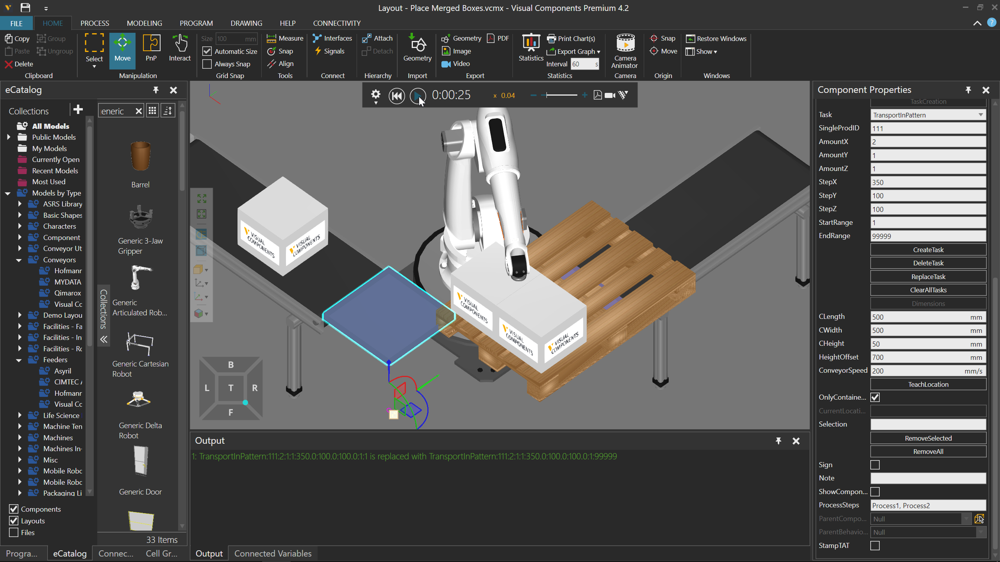 Layout - Place Merged Boxes.vcmx - Visual Components Premium 4.2
FILE HOME PROCESS MODELING PROGRAM DRAWING HELP CONNECTIVITY
Copy Group
Paste Ungroup
Delete
Clipboard
Select
Move
PnP
Interact
Manipulation
Size 100 mm
Automatic Size
Always Snap
Grid Snap
Measure
Snap
Align
Tools
Interfaces
Signals
Connect
Attach
Detach
Hierarchy
Geometry
Import
Geometry PDF
Image
Video
Export
Statistics
Print Chart(s)
Export Graph
Interval 60 s
Statistics
Camera
Animator
Camera
Snap
Move
Origin
Restore Windows
Show
Windows
eCatalog
Collections
eneric
All Models
Public Models
My Models
Currently Open
Recent Models
Most Used
Models by Type
ASRS Library
Basic Shapes
Characters
Component
Conveyor Ut
Conveyors
Hofmann
MYDATA
Qimarox
Visual Co
Demo Layou
Facilities - Fa
Facilities - In
Facilities - Ro
Feeders
Asyril
CIMTEC A
Hofmann
Visual Co
Life Science
Machine Ten
Machines
Machines In-
Misc
Mobile Robo
Mobile Robo
Packaging Li
Components
Layouts
Files
Collections
Barrel
Generic 3-Jaw
Gripper
Generic
Articulated Rob...
Generic Cartesian
Robot
Generic Delta
Robot
Generic Door
33 Items
Progra... eCatalog Connec... Cell Gr...
0:00:25 x 0.04
VISUAL
COMPONENTS
VISUAL
COMPONENTS
VISUAL
COMPONENTS
VISUAL
COMPONENTS
VISUAL
COMPONENTS
B
L T R
F
Output
1: TransportInPattern:111:2:1:1:350.0:100.0:100.0:1:1 is replaced with TransportInPattern:111:2:1:1:350.0:100.0:100.0:1:99999
Output Connected Variables
Component Properties
TaskCreation
Task TransportInPattern
SingleProdID 111
AmountX 2
AmountY 1
AmountZ 1
StepX 350
StepY 100
StepZ 100
StartRange 1
EndRange 99999
CreateTask
DeleteTask
ReplaceTask
ClearAllTasks
Dimensions
CLength 500 mm
CWidth 500 mm
CHeight 50 mm
HeightOffset 700 mm
ConveyorSpeed 200 mm/s
TeachLocation
OnlyContaine...
CurrentLocati...
Selection
RemoveSelected
RemoveAll
Sign
Note
ShowCompon...
ProcessSteps Process1, Process2
ParentCompo... Null
ParentBehavio... Null
StampTAT